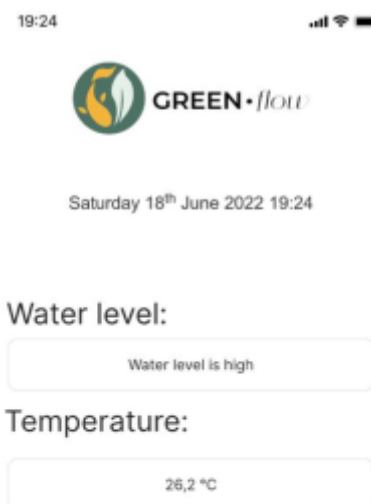 19:24
GREEN•flow
Saturday 18th June 2022 19:24
Water level:
Water level is high
Temperature:
26,2 °C